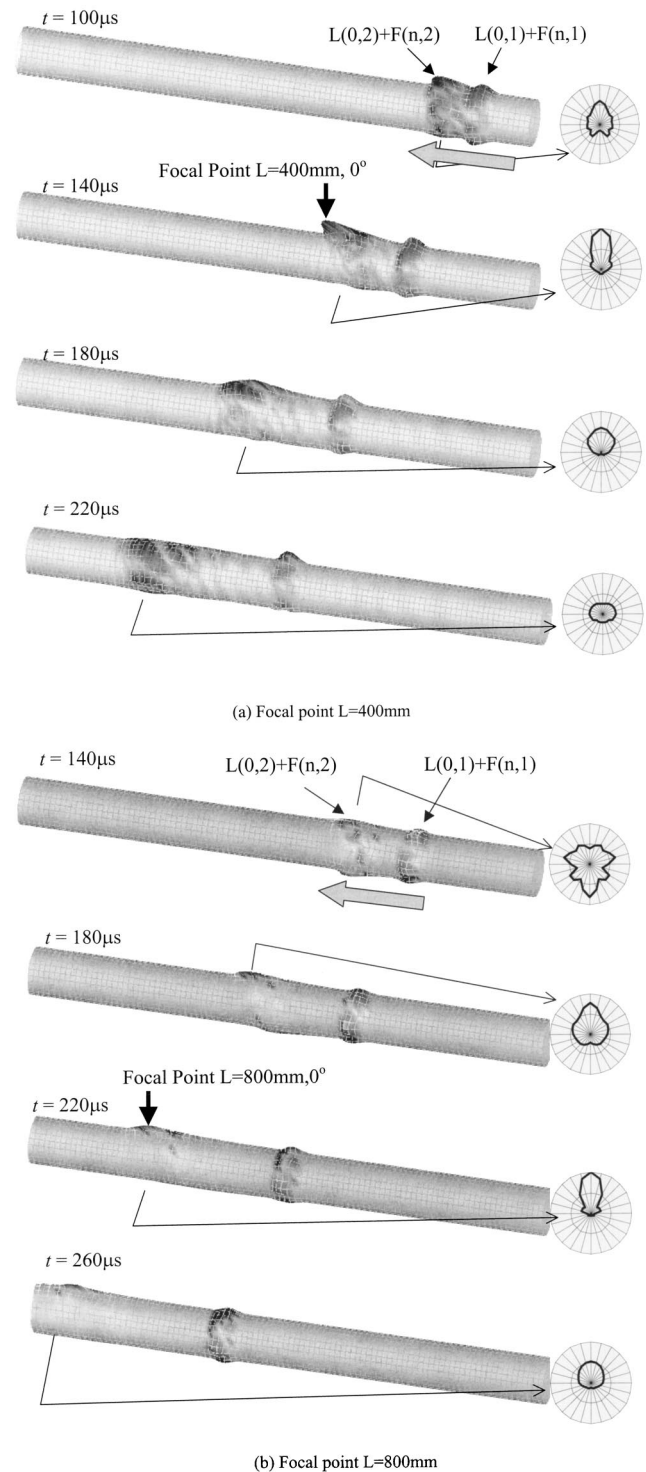 t = 100μs
L(0,2)+F(n,2)
L(0,1)+F(n,1)
Focal Point L=400mm, 0°
t = 140μs
t = 180μs
t = 220μs
(a) Focal point L=400mm
t = 140μs
L(0,2)+F(n,2)
L(0,1)+F(n,1)
t = 180μs
Focal Point L=800mm,0°
t = 220μs
t = 260μs
(b) Focal point L=800mm